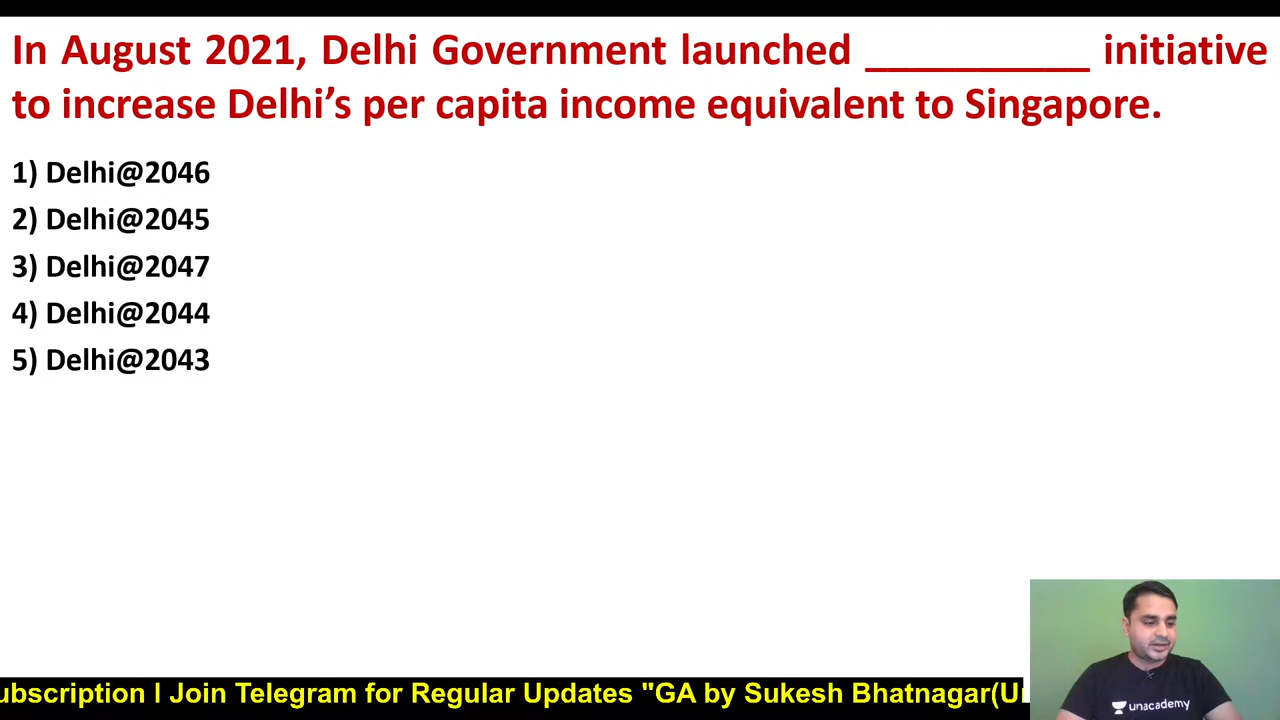 In August 2021, Delhi Government launched __________ initiative
to increase Delhi’s per capita income equivalent to Singapore.
1) Delhi@2046
2) Delhi@2045
3) Delhi@2047
4) Delhi@2044
5) Delhi@2043
ubscription I Join Telegram for Regular Updates "GA by Sukesh Bhatnagar(Un
unacademy